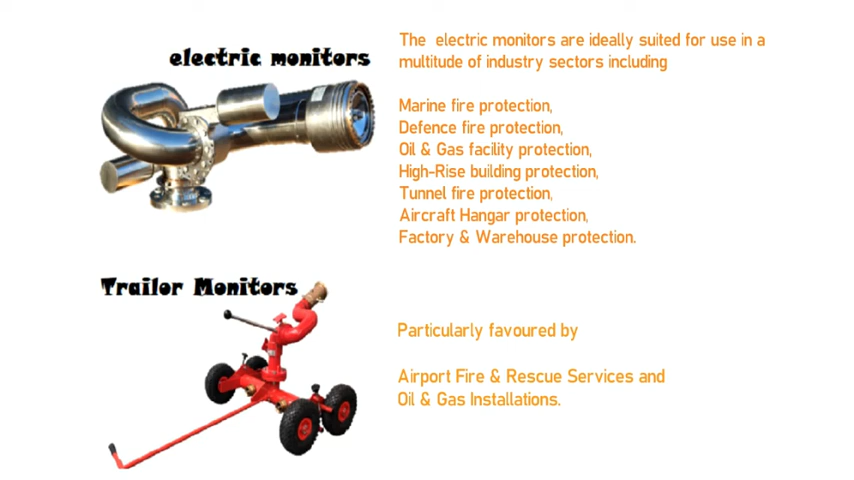 electric monitors
The electric monitors are ideally suited for use in a
multitude of industry sectors including
Marine fire protection,
Defence fire protection,
Oil & Gas facility protection,
High-Rise building protection,
Tunnel fire protection,
Aircraft Hangar protection,
Factory & Warehouse protection.
Trailor Monitors
Particularly favoured by
Airport Fire & Rescue Services and
Oil & Gas Installations.